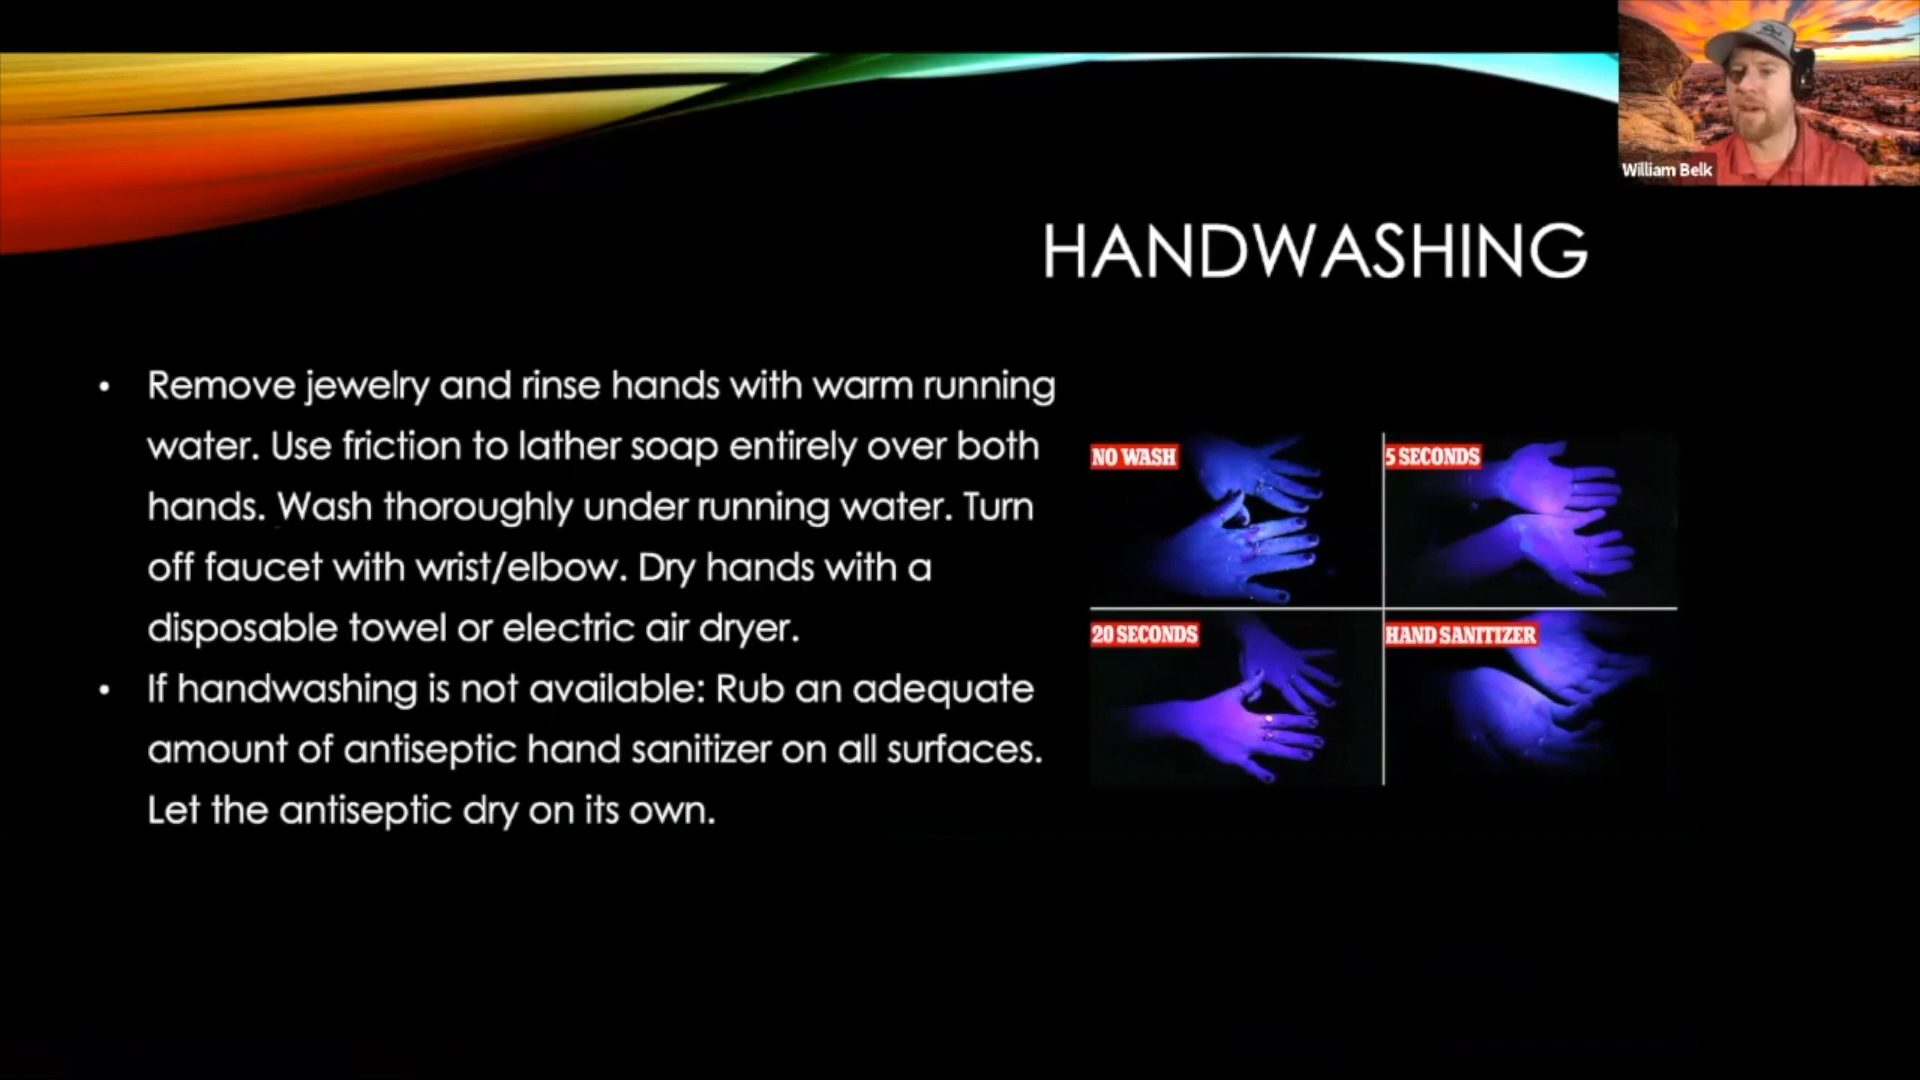 William Belk
HANDWASHING
• Remove jewelry and rinse hands with warm running
water. Use friction to lather soap entirely over both
hands. Wash thoroughly under running water. Turn
off faucet with wrist/elbow. Dry hands with a
disposable towel or electric air dryer.
• If handwashing is not available: Rub an adequate
amount of antiseptic hand sanitizer on all surfaces.
Let the antiseptic dry on its own.
NO WASH
5 SECONDS
20 SECONDS
HAND SANITIZER